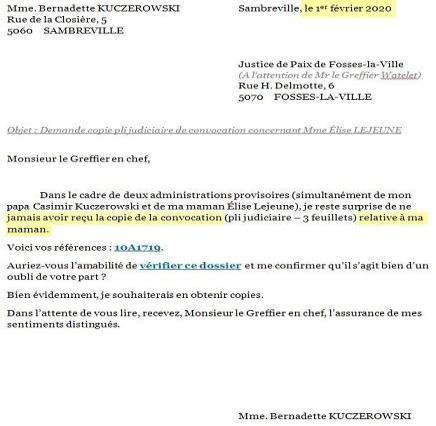 Mme. Bernadette KUCZEROWSKI
Rue de la Closière, 5
5060 SAMBREVILLE
Sambreville, le 1er février 2020
Justice de Paix de Fosses-la-Ville
(A l'attention de Mr le Greffier Watelet)
Rue H. Delmotte, 6
5070 FOSSES-LA-VILLE
Objet : Demande copie pli judiciaire de convocation concernant Mme Élise LEJEUNE
Monsieur le Greffier en chef,
Dans le cadre de deux administrations provisoires (simultanément de mon
papa Casimir Kuczerowski et de ma maman Élise Lejeune), je reste surprise de ne
jamais avoir reçu la copie de la convocation (pli judiciaire – 3 feuillets) relative à ma
maman.
Voici vos références : 10A1719.
Auriez-vous l'amabilité de vérifier ce dossier et me confirmer qu'il s'agit bien d'un
oubli de votre part ?
Bien évidemment, je souhaiterais en obtenir copies.
Dans l'attente de vous lire, recevez, Monsieur le Greffier en chef, l'assurance de mes
sentiments distingués.
Mme. Bernadette KUCZEROWSKI